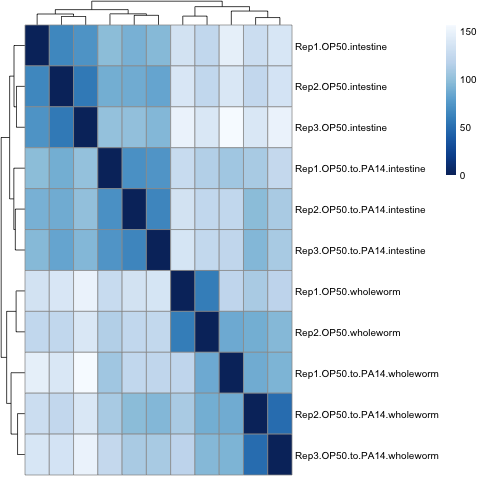 Rep1.OP50.intestine
Rep2.OP50.intestine
Rep3.OP50.intestine
Rep1.OP50.to.PA14.intestine
Rep2.OP50.to.PA14.intestine
Rep3.OP50.to.PA14.intestine
Rep1.OP50.wholeworm
Rep2.OP50.wholeworm
Rep1.OP50.to.PA14.wholeworm
Rep2.OP50.to.PA14.wholeworm
Rep3.OP50.to.PA14.wholeworm
150
100
50
0